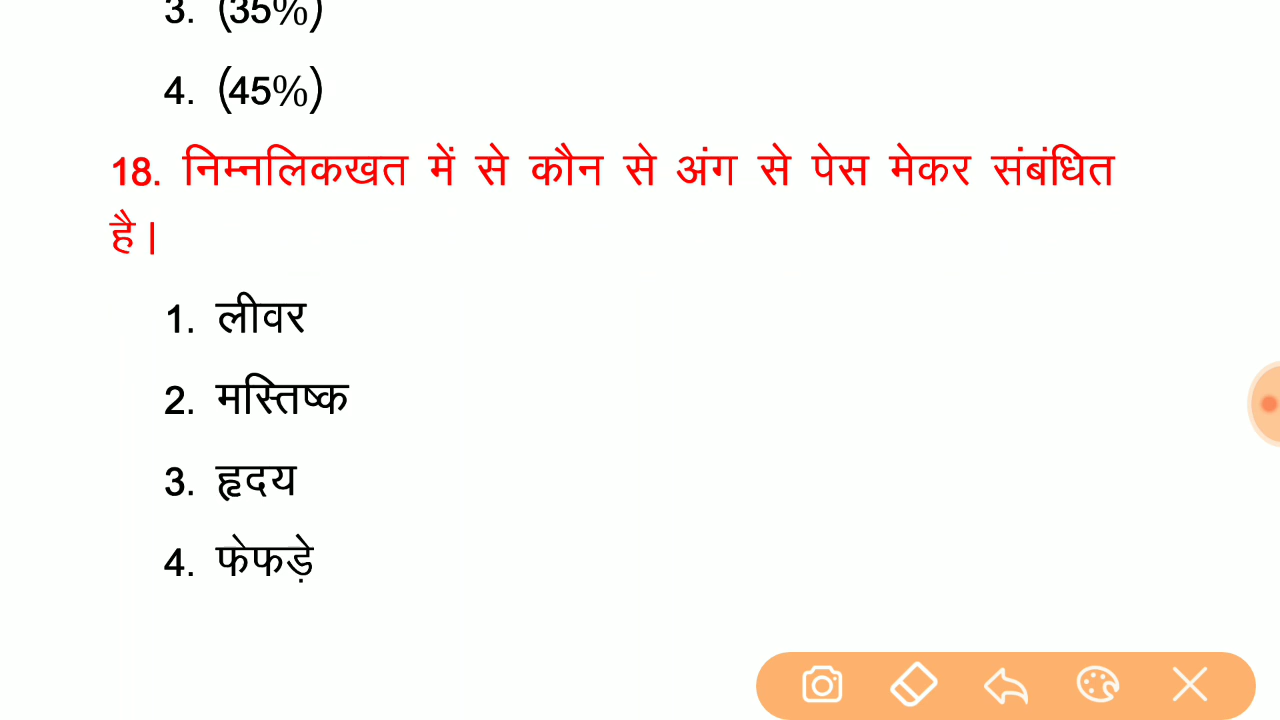 3. (35%)
4. (45%)
18. निम्नलिकखत में से कौन से अंग से पेस मेकर संबंधित
है।
1. लीवर
2. मस्तिष्क
3. हृदय
4. फेफड़े